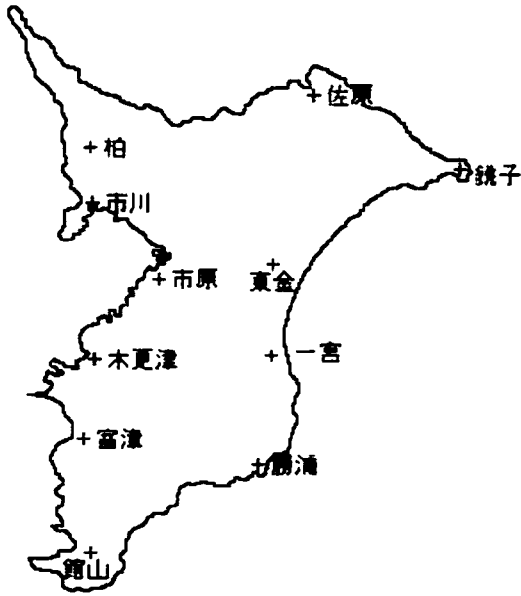 佐原
柏
銚子
市川
市原
東金
一宮
木更津
富津
勝浦
館山